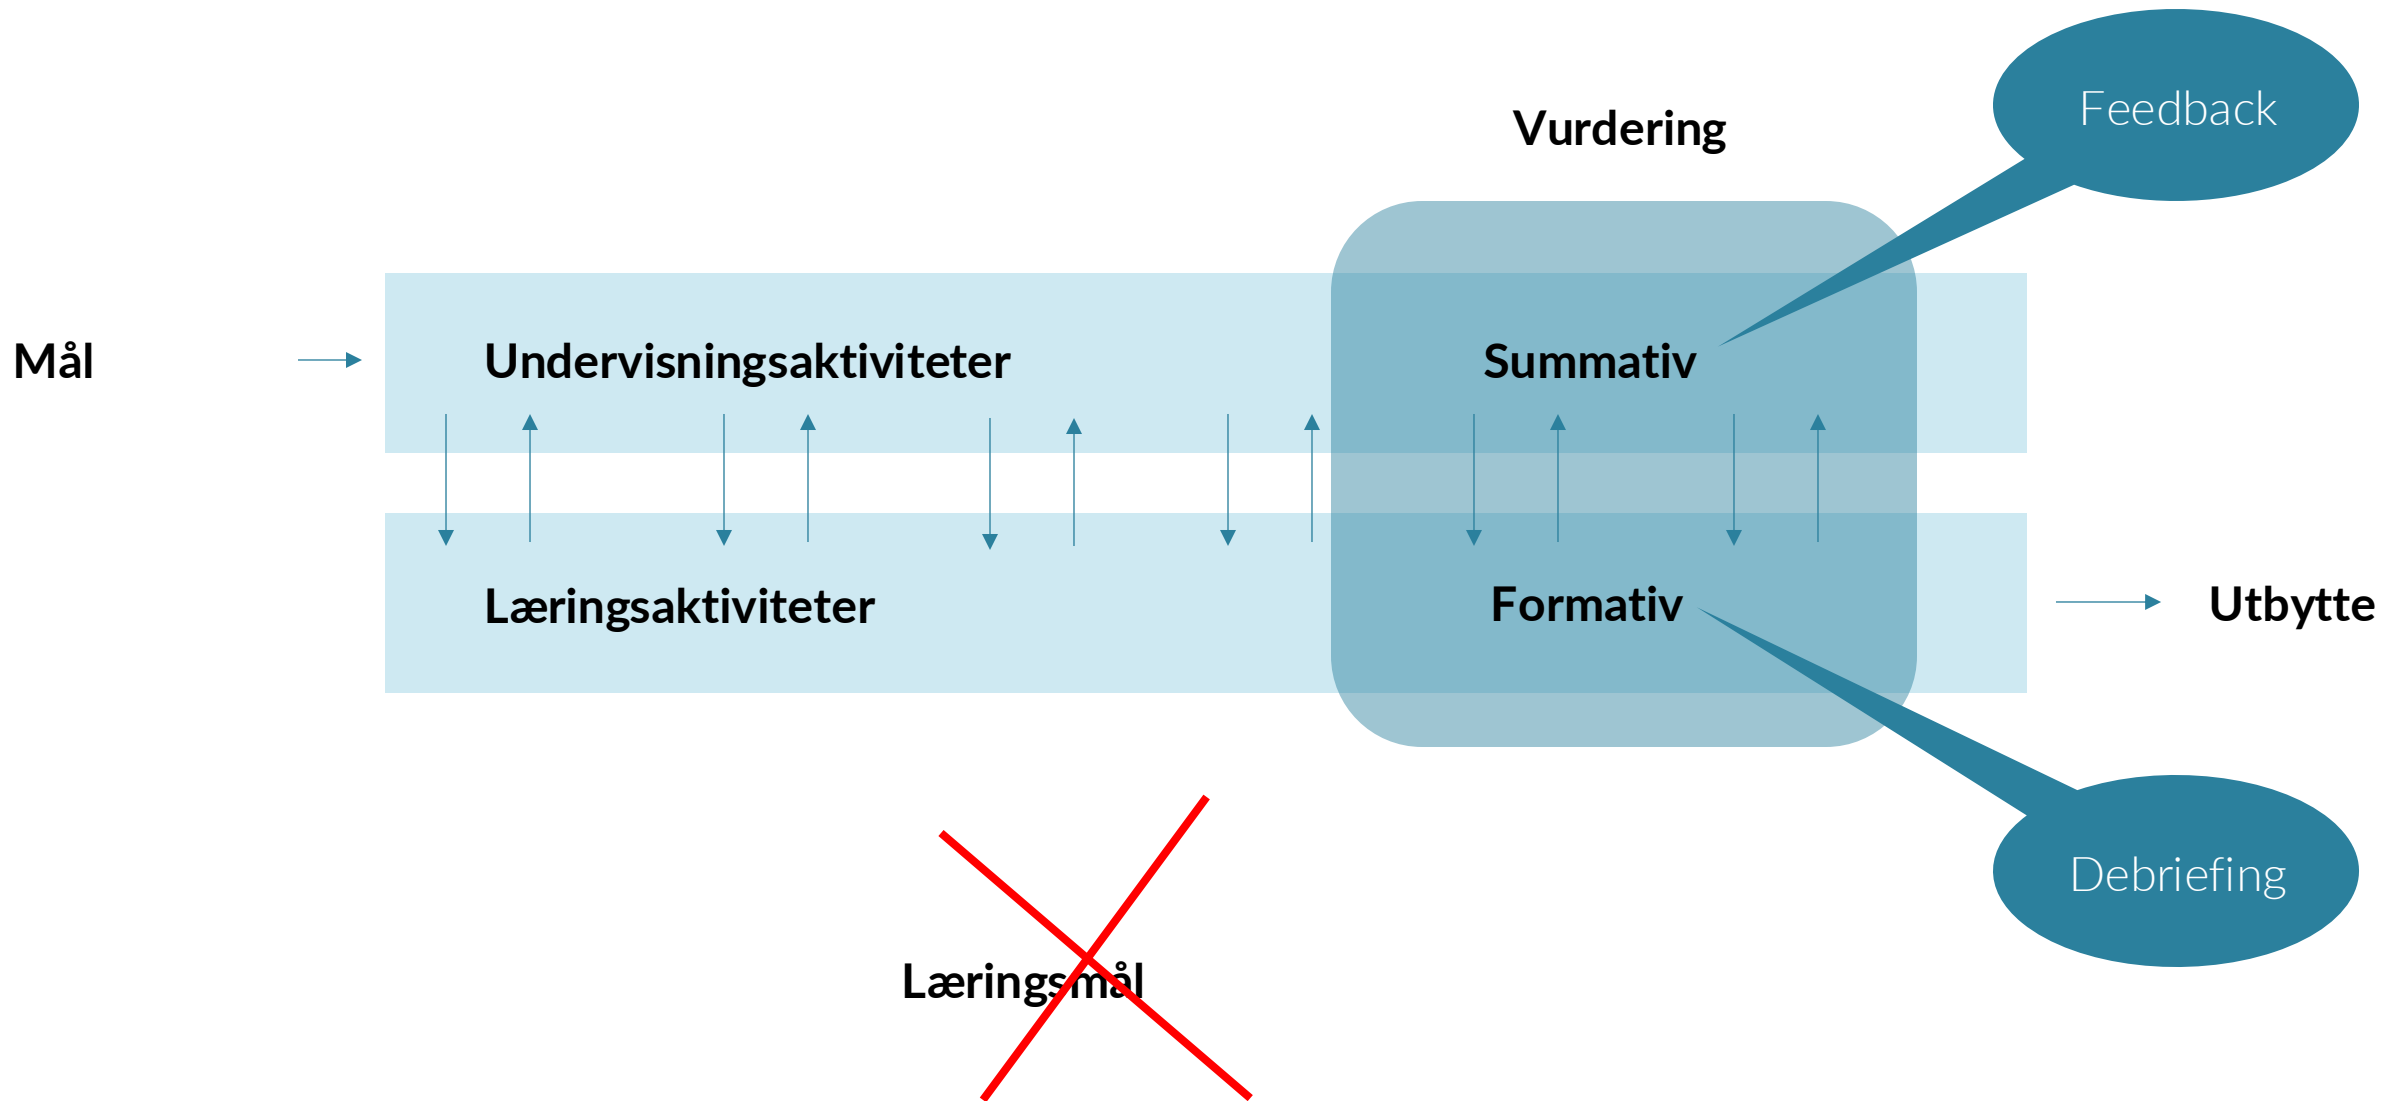 Feedback
Vurdering
Mål
Undervisningsaktiviteter
Summativ
Læringsaktiviteter
Formativ
Utbytte
Debriefing
Læringsmål